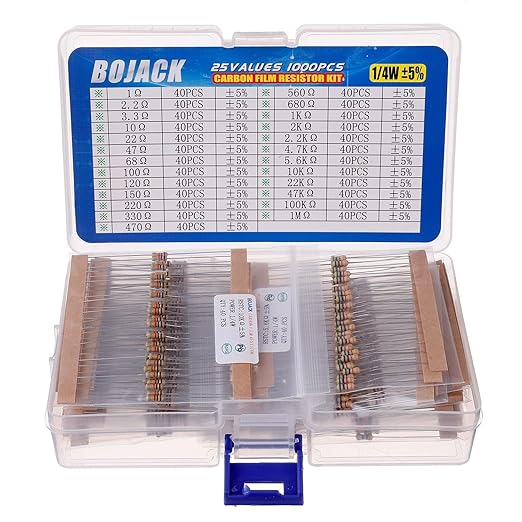 BOJACK
25VALUES 1000PCS
CARBON FILM RESISTOR KIT
1/4W ±5%
※ 1Ω 40PCS ±5% ※ 560Ω 40PCS ±5%
※ 2.2Ω 40PCS ±5% ※ 680Ω 40PCS ±5%
※ 3.3Ω 40PCS ±5% ※ 1KΩ 40PCS ±5%
※ 10Ω 40PCS ±5% ※ 2KΩ 40PCS ±5%
※ 22Ω 40PCS ±5% ※ 2.2KΩ 40PCS ±5%
※ 47Ω 40PCS ±5% ※ 4.7KΩ 40PCS ±5%
※ 68Ω 40PCS ±5% ※ 5.6KΩ 40PCS ±5%
※ 100Ω 40PCS ±5% ※ 10KΩ 40PCS ±5%
※ 120Ω 40PCS ±5% ※ 22KΩ 40PCS ±5%
※ 150Ω 40PCS ±5% ※ 47KΩ 40PCS ±5%
※ 220Ω 40PCS ±5% ※ 100KΩ 40PCS ±5%
※ 330Ω 40PCS ±5% ※ 1MΩ 40PCS ±5%
※ 470Ω 40PCS ±5%
BOJACK
POWER: 1/4W